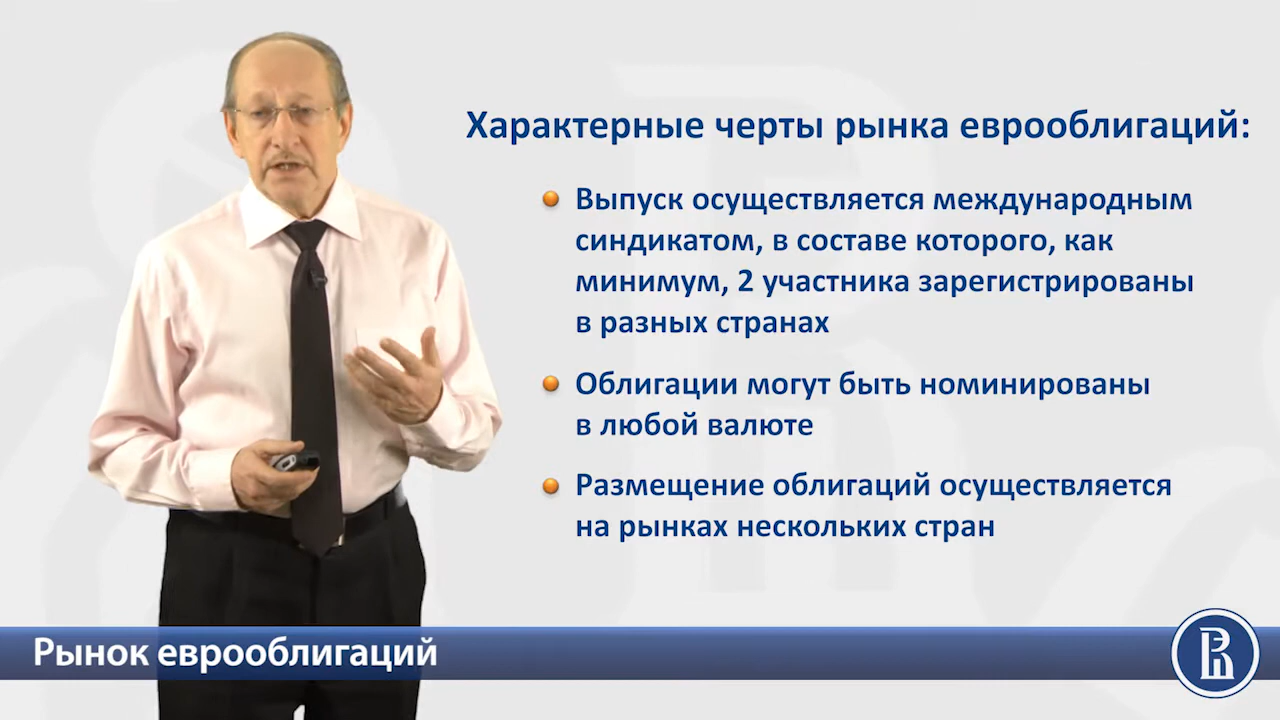 Характерные черты рынка еврооблигаций:
Выпуск осуществляется международным
синдикатом, в составе которого, как
минимум, 2 участника зарегистрированы
в разных странах
Облигации могут быть номинированы
в любой валюте
Размещение облигаций осуществляется
на рынках нескольких стран
Рынок еврооблигаций